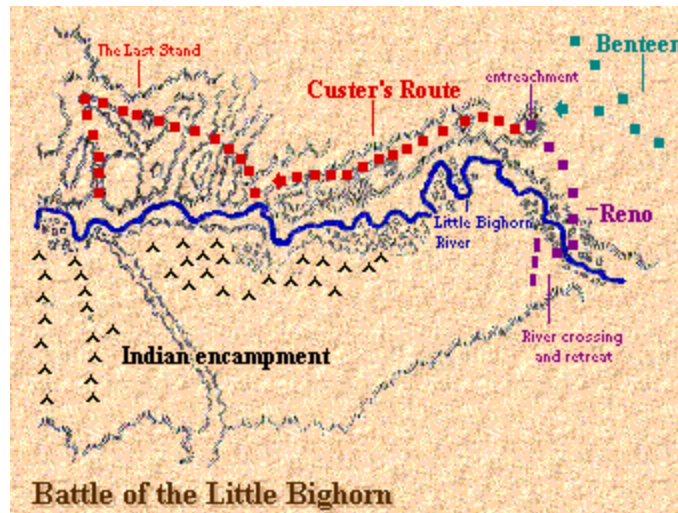 The Last Stand
Benteen
entreachment
Custer's Route
Reno
Little Bighorn
River
River crossing
and retreat
Indian encampment
Battle of the Little Bighorn